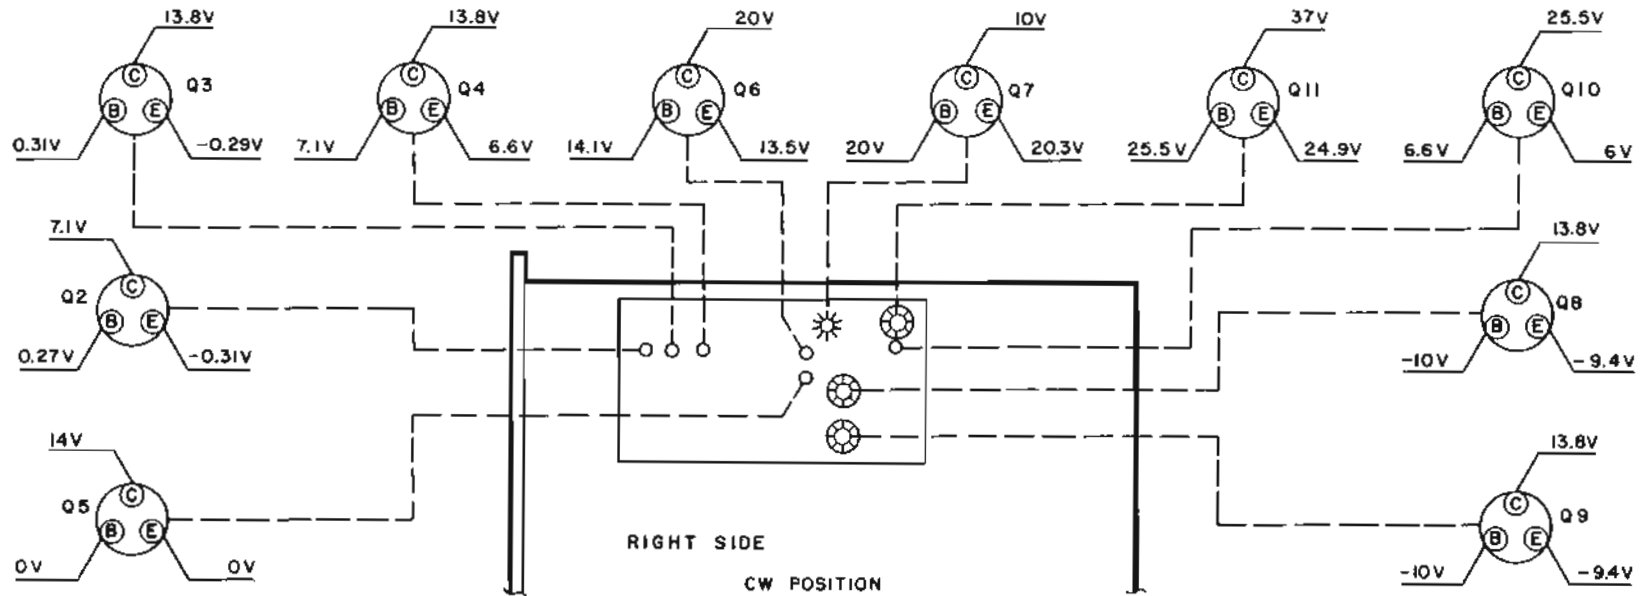 13.8V
13.8V
20V
10V
37V
25.5V
C
B
E
Q3
C
B
E
Q4
C
B
E
Q6
C
B
E
Q7
C
B
E
Q11
C
B
E
Q10
0.31V
-0.29V
7.1V
6.6V
14.1V
13.5V
20V
20.3V
25.5V
24.9V
6.6V
6V
7.1V
Q2
C
B
E
0.27V
-0.31V
13.8V
C
B
E
Q8
-10V
-9.4V
14V
Q5
C
B
E
0V
0V
13.8V
C
B
E
Q9
-10V
-9.4V
RIGHT SIDE
CW POSITION